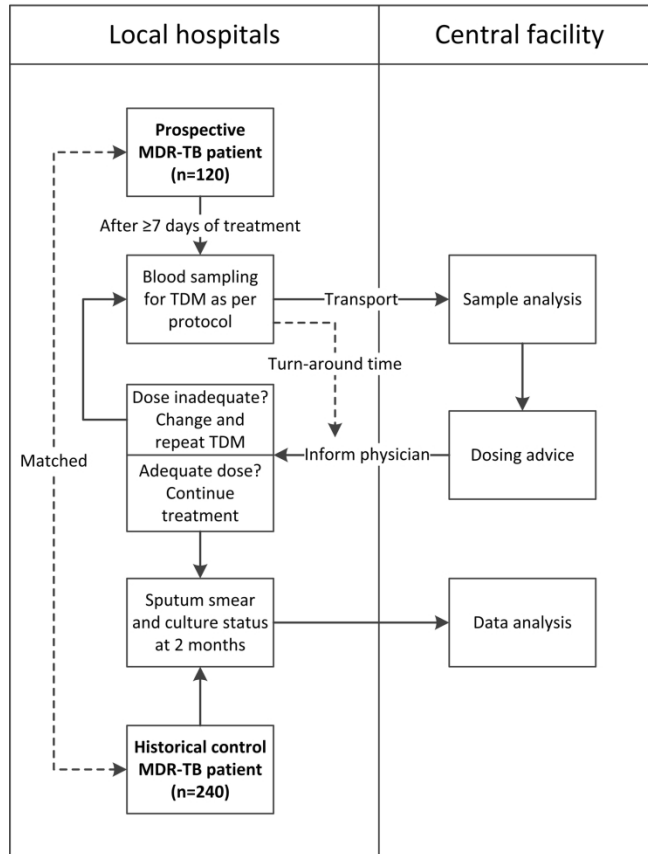 Local hospitals
Central facility
Prospective
MDR-TB patient
(n=120)
After ≥7 days of treatment
Blood sampling
for TDM as per
protocol
Transport
Sample analysis
Turn-around time
Dose inadequate?
Change and
repeat TDM
Inform physician
Dosing advice
Matched
Adequate dose?
Continue
treatment
Sputum smear
and culture status
at 2 months
Data analysis
Historical control
MDR-TB patient
(n=240)